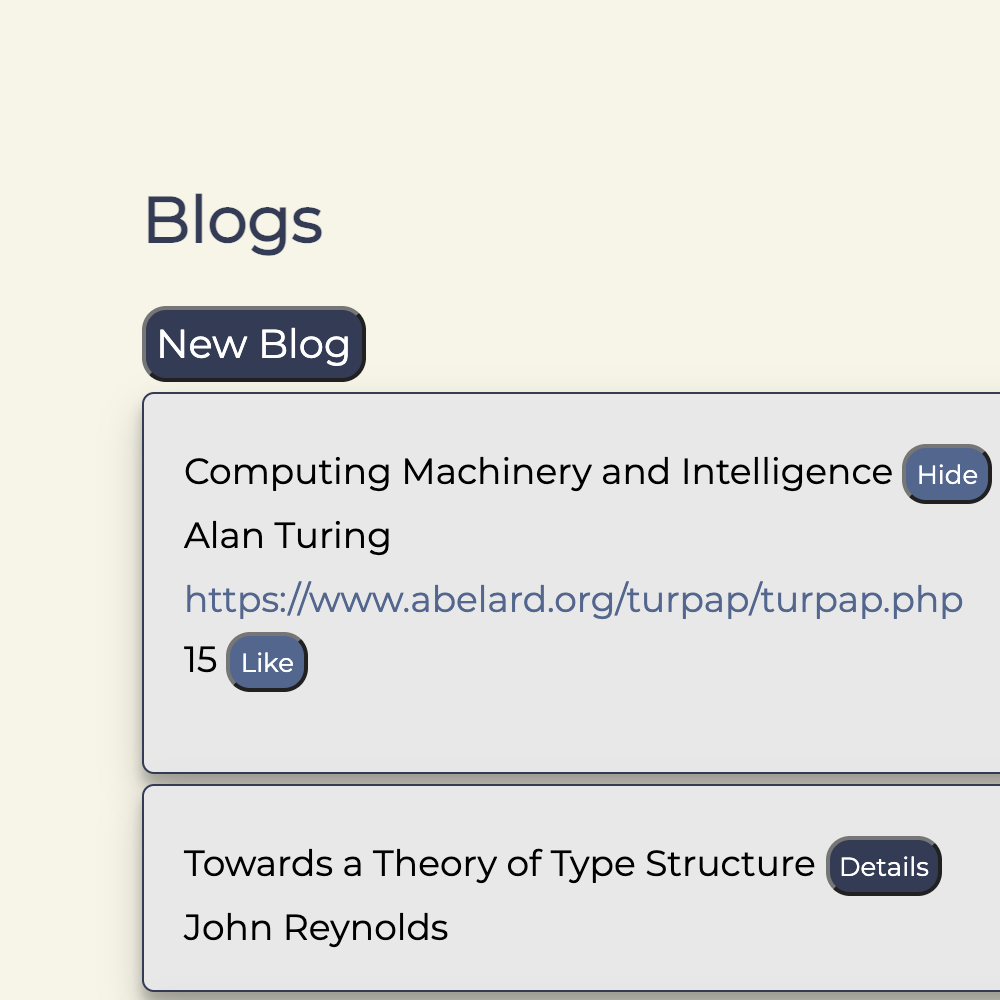 Blogs
New Blog
Computing Machinery and Intelligence Hide
Alan Turing
https://www.abelard.org/turpap/turpap.php
15 Like
Towards a Theory of Type Structure Details
John Reynolds